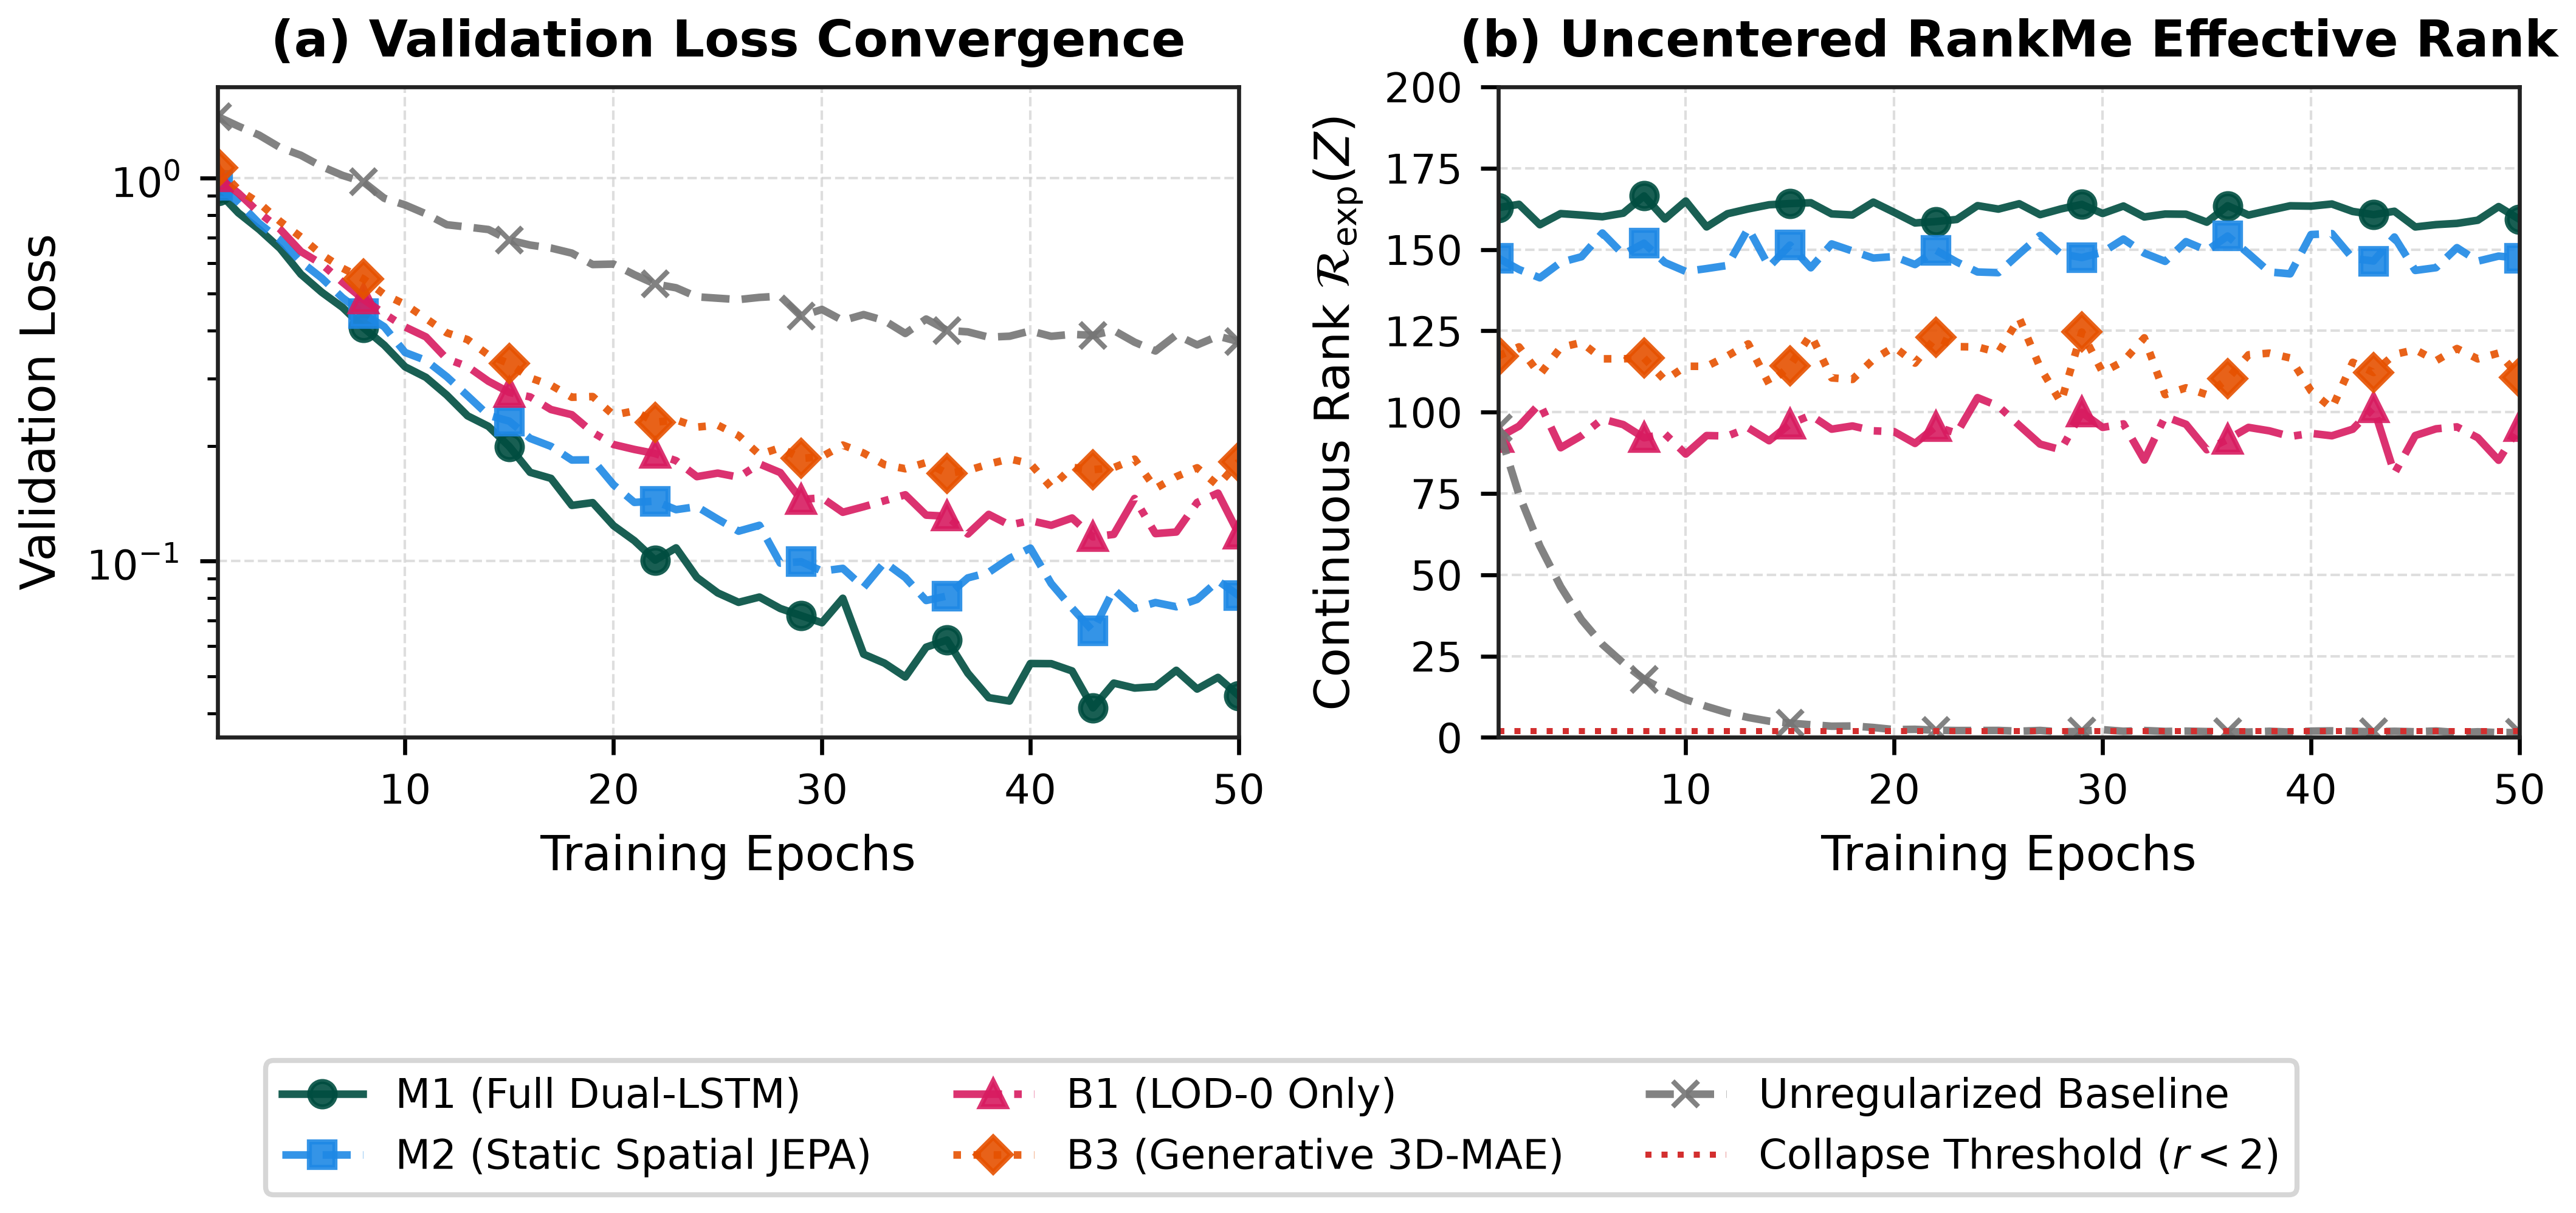 (a) Validation Loss Convergence
Validation Loss
10⁰
10⁻¹
10
20
30
40
50
Training Epochs
(b) Uncentered RankMe Effective Rank
Continuous Rank ℛexp(Z)
200
175
150
125
100
75
50
25
0
10
20
30
40
50
Training Epochs
M1 (Full Dual-LSTM)
M2 (Static Spatial JEPA)
B1 (LOD-0 Only)
B3 (Generative 3D-MAE)
Unregularized Baseline
Collapse Threshold (r < 2)